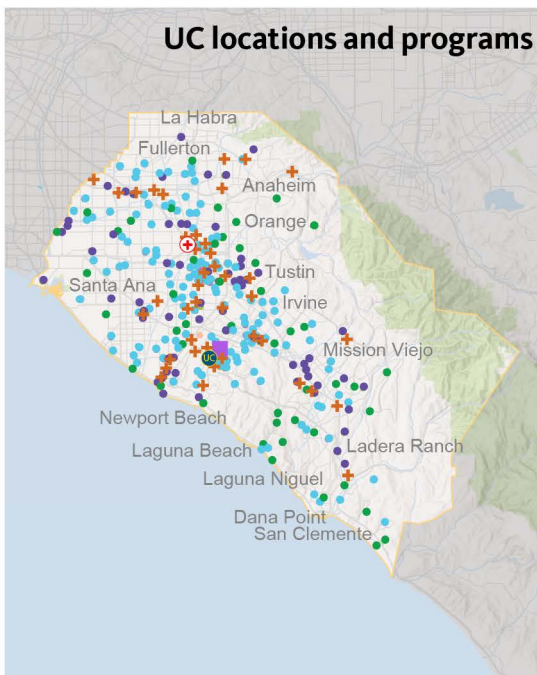 UC locations and programs
La Habra
Fullerton
Anaheim
Orange
Tustin
Santa Ana
Irvine
Mission Viejo
UC
Newport Beach
Ladera Ranch
Laguna Beach
Laguna Niguel
Dana Point
San Clemente